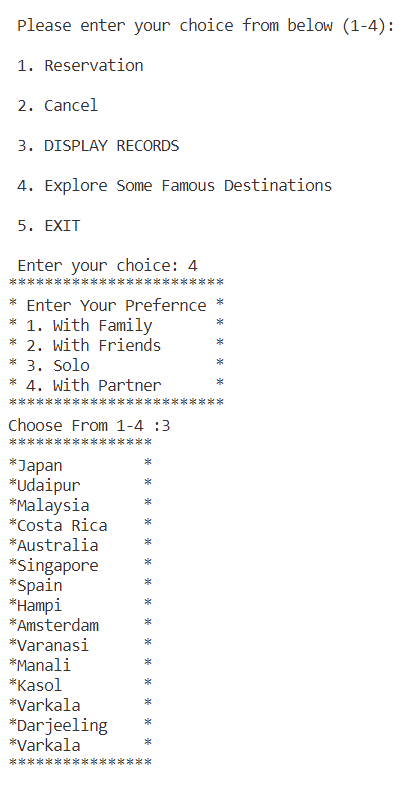 Please enter your choice from below (1-4):
1. Reservation
2. Cancel
3. DISPLAY RECORDS
4. Explore Some Famous Destinations
5. EXIT
Enter your choice: 4
************************
* Enter Your Prefernce *
* 1. With Family       *
* 2. With Friends      *
* 3. Solo              *
* 4. With Partner      *
************************
Choose From 1-4 :3
****************
*Japan         *
*Udaipur       *
*Malaysia      *
*Costa Rica    *
*Australia     *
*Singapore     *
*Spain         *
*Hampi         *
*Amsterdam     *
*Varanasi      *
*Manali        *
*Kasol         *
*Varkala       *
*Darjeeling    *
*Varkala       *
****************